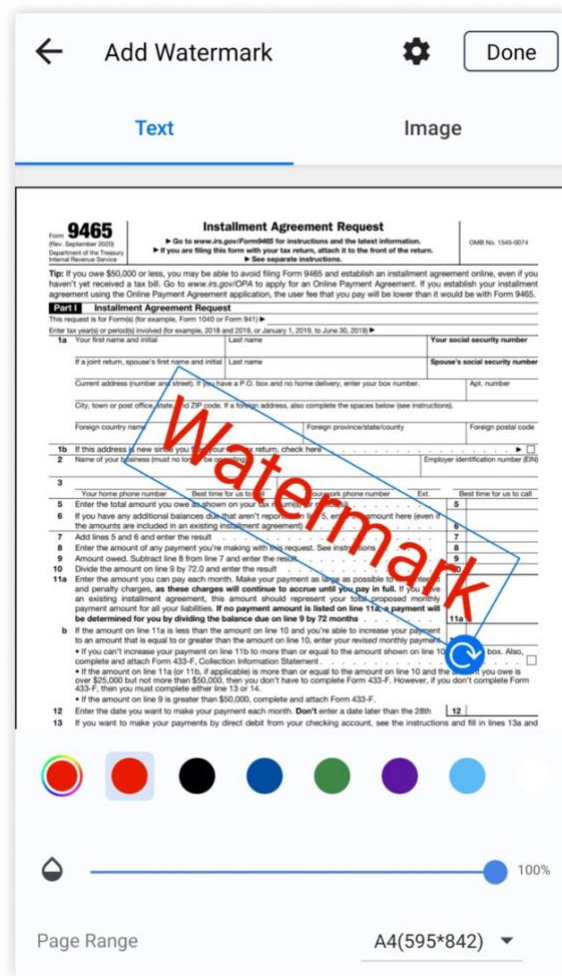 Add Watermark
Done
Text
Image
Form 9465
(Rev. September 2020)
Department of the Treasury
Internal Revenue Service
Installment Agreement Request
► Go to www.irs.gov/Form9465 for instructions and the latest information.
► If you are filing this form with your tax return, attach it to the front of the return.
► See separate instructions.
OMB No. 1545-0074
Tip: If you owe $50,000 or less, you may be able to avoid filing Form 9465 and establish an installment agreement online, even if you
haven't yet received a tax bill. Go to www.irs.gov/OPA to apply for an Online Payment Agreement. If you establish your installment
agreement using the Online Payment Agreement application, the user fee that you pay will be lower than it would be with Form 9465.
Part I Installment Agreement Request
This request is for Form(s) (for example, Form 1040 or Form 941) ►
Enter tax year(s) or period(s) involved (for example, 2018 and 2019, or January 1, 2019, to June 30, 2019) ►
1a Your first name and initial Last name Your social security number
If a joint return, spouse's first name and initial Last name Spouse's social security number
Current address (number and street). If you have a P.O. box and no home delivery, enter your box number. Apt. number
City, town or post office, state, and ZIP code. If a foreign address, also complete the spaces below (see instructions).
Foreign country name Foreign province/state/county Foreign postal code
1b If this address is new since you filed your return, check here ►
2 Name of your business (must no longer be operating) Employer identification number (EIN)
3
Your home phone number Best time for us to call Your work phone number Ext. Best time for us to call
5 Enter the total amount you owe as shown on your tax return(s) 5
6 If you have any additional balances due that aren't reported on line 5, enter the amount here (even if
the amounts are included in an existing installment agreement) 6
7 Add lines 5 and 6 and enter the result 7
8 Enter the amount of any payment you're making with this request. See instructions 8
9 Amount owed. Subtract line 8 from line 7 and enter the result 9
10 Divide the amount on line 9 by 72.0 and enter the result 10
11a Enter the amount you can pay each month. Make your payment as large as possible to interest
and penalty charges, as these charges will continue to accrue until you pay in full. If you have
an existing installment agreement, this amount should represent your total proposed monthly
payment amount for all your liabilities. If no payment amount is listed on line 11a, a payment will
be determined for you by dividing the balance due on line 9 by 72 months 11a
b If the amount on line 11a is less than the amount on line 10 and you're able to increase your payment
to an amount that is equal to or greater than the amount on line 10, enter your revised monthly payment
• If you can't increase your payment on line 11b to more than or equal to the amount shown on line 10 box. Also,
complete and attach Form 433-F, Collection Information Statement
• If the amount on line 11a (or 11b, if applicable) is more than or equal to the amount on line 10 and the amount you owe is
over $25,000 but not more than $50,000, then you don't have to complete Form 433-F. However, if you don't complete Form
433-F, then you must complete either line 13 or 14.
• If the amount on line 9 is greater than $50,000, complete and attach Form 433-F.
12 Enter the date you want to make your payment each month. Don't enter a date later than the 28th 12
13 If you want to make your payments by direct debit from your checking account, see the instructions and fill in lines 13a and
Watermark
100%
Page Range
A4(595*842)